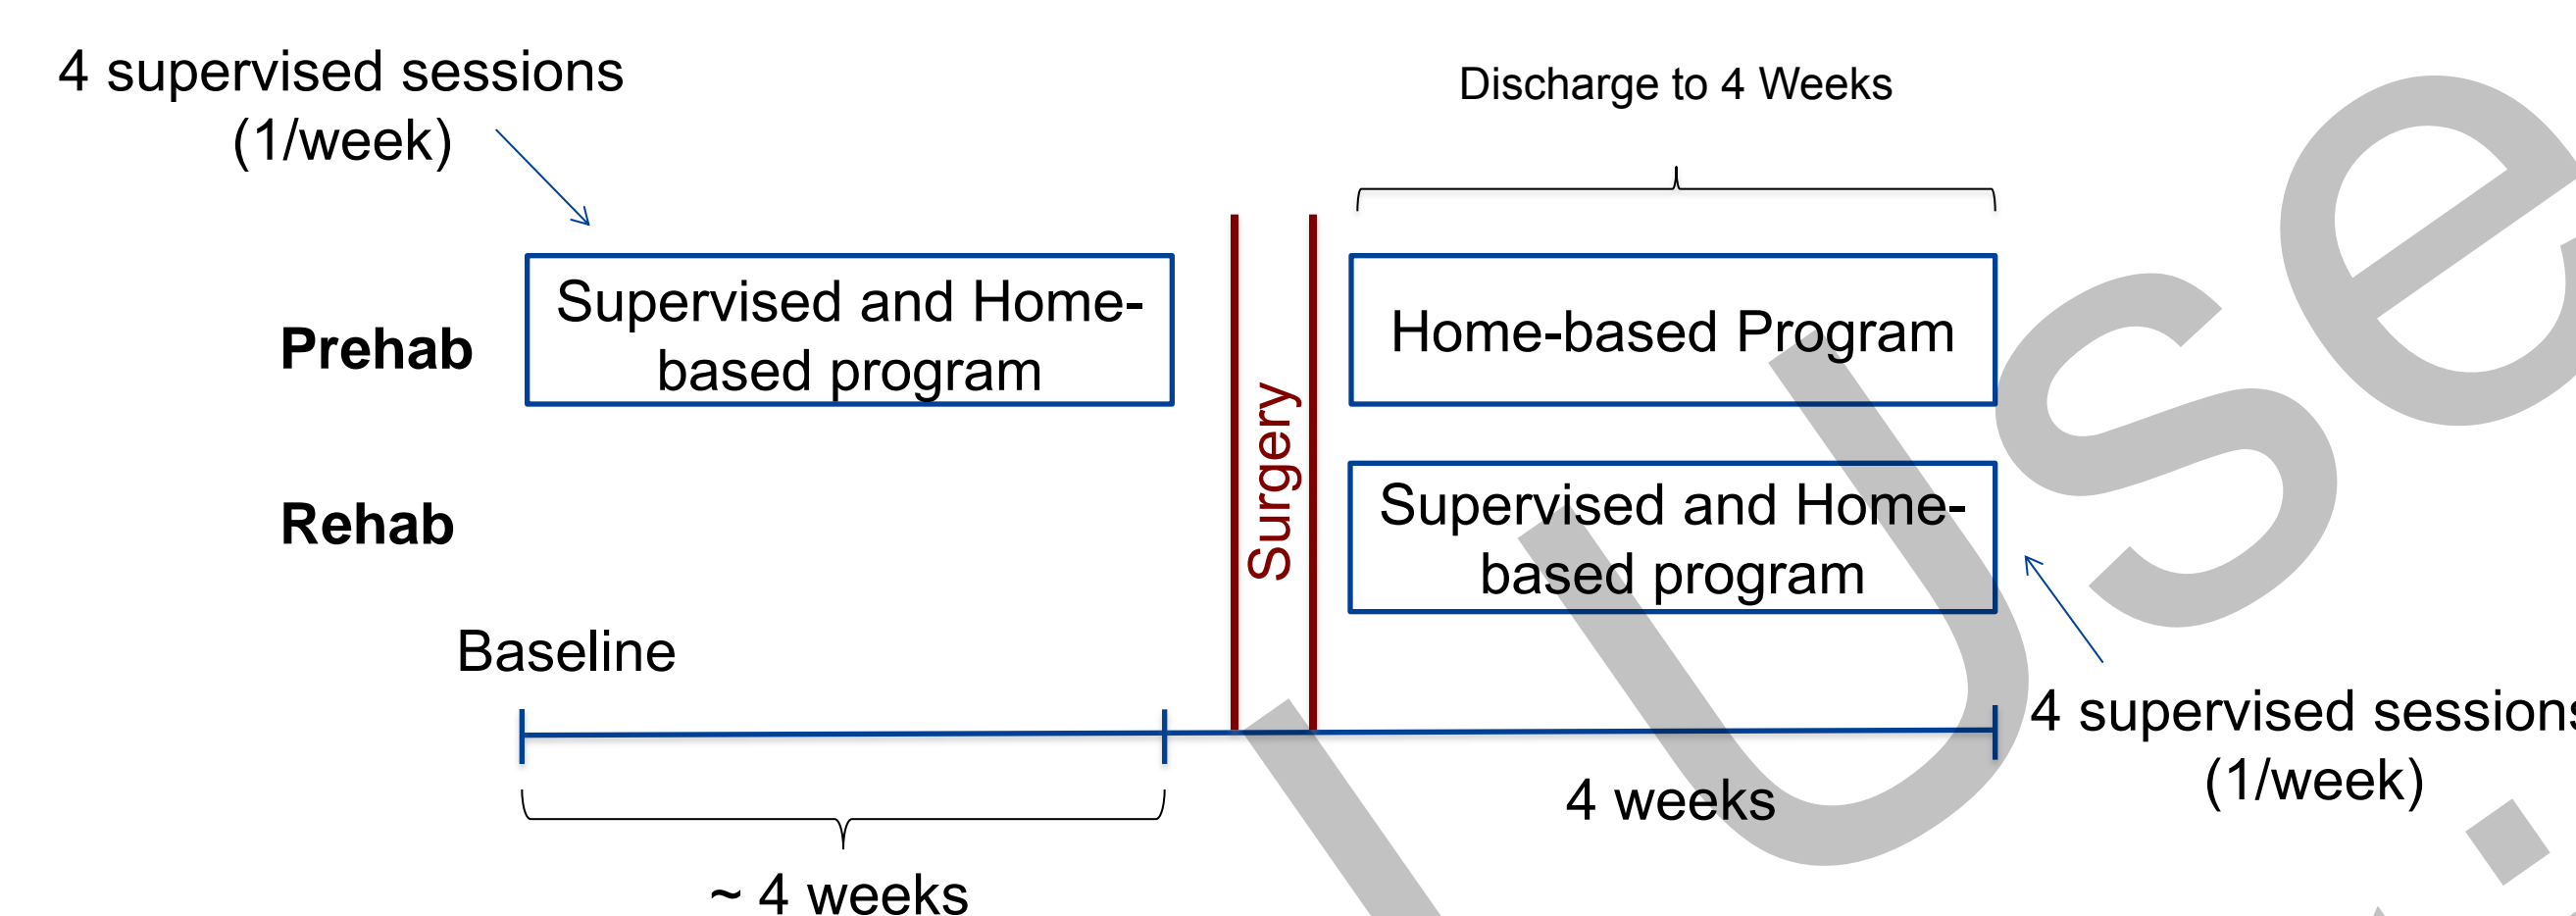 4 supervised sessions
(1/week)
Discharge to 4 Weeks
Prehab
Supervised and Home-
based program
Home-based Program
Surgery
Rehab
Supervised and Home-
based program
Baseline
4 supervised sessions
(1/week)
4 weeks
~ 4 weeks
Use